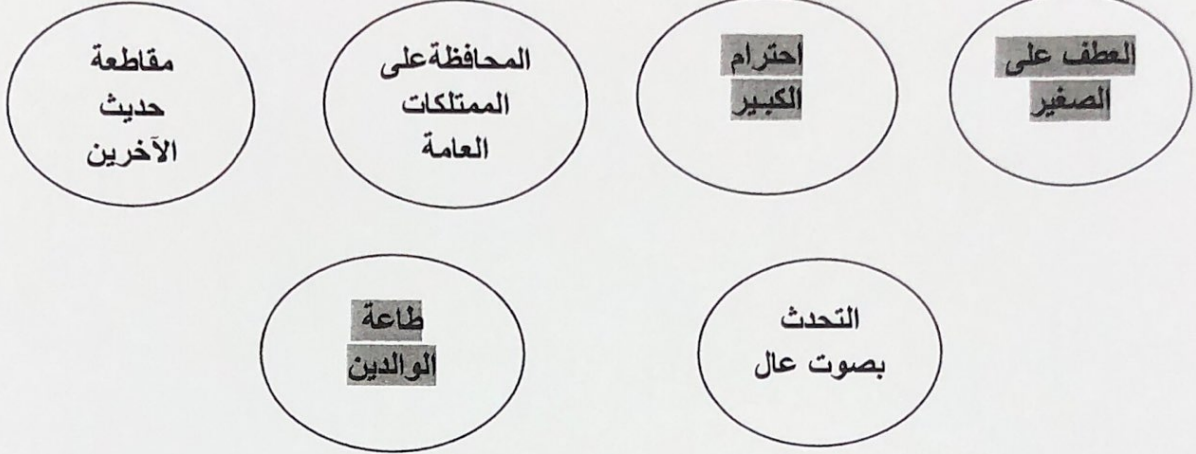 العطف على
الصغير
احترام
الكبير
المحافظة على
الممتلكات
العامة
مقاطعة
حديث
الآخرين
التحدث
بصوت عال
طاعة
الوالدين